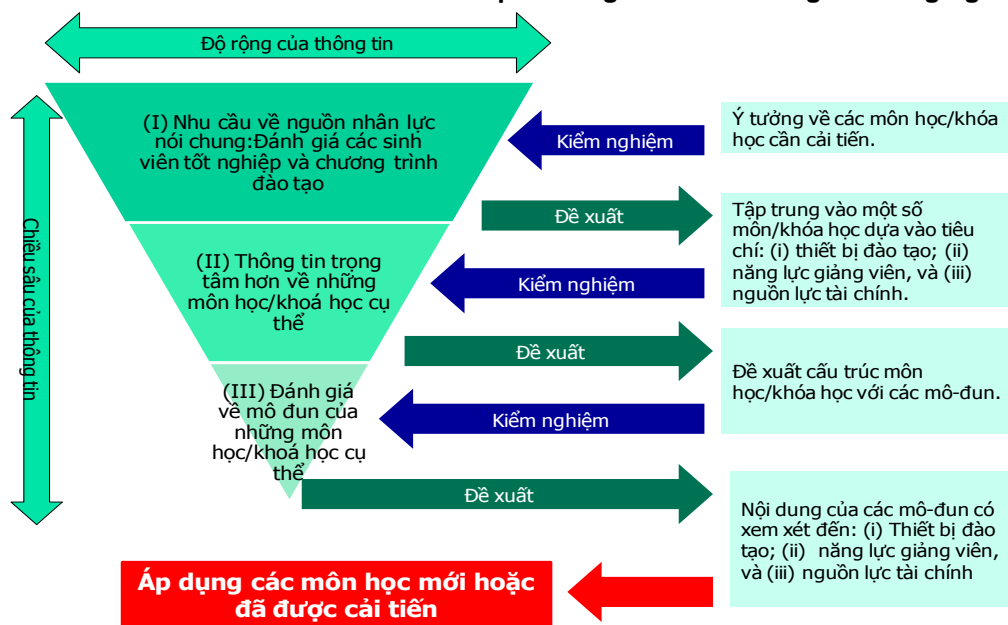 Độ rộng của thông tin
Chiều sâu của thông tin
(I) Nhu cầu về nguồn nhân lực
nói chung:Đánh giá các sinh
viên tốt nghiệp và chương trình
đào tạo
Kiểm nghiệm
Ý tưởng về các môn học/khóa
học cần cải tiến.
Đề xuất
Tập trung vào một số
môn/khóa học dựa vào tiêu
chí: (i) thiết bị đào tạo; (ii)
năng lực giảng viên, và (iii)
nguồn lực tài chính.
(II) Thông tin trọng
tâm hơn về những
môn học/khoá học cụ
thể
Kiểm nghiệm
Đề xuất
Đề xuất cấu trúc môn
học/khóa học với các mô-đun.
(III) Đánh giá
về mô đun của
những môn
học/khoá học cụ
thể
Kiểm nghiệm
Đề xuất
Nội dung của các mô-đun có
xem xét đến: (i) Thiết bị đào
tạo; (ii) năng lực giảng viên,
và (iii) nguồn lực tài chính
Áp dụng các môn học mới hoặc
đã được cải tiến